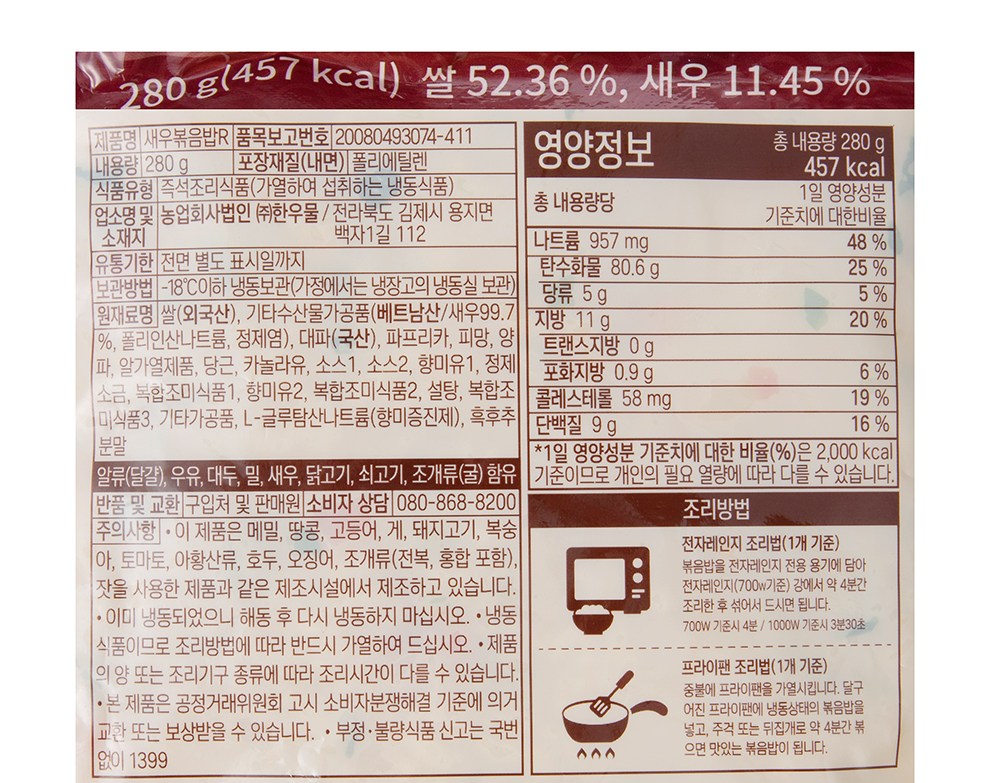 280 g(457 kcal) 쌀 52.36 %, 새우 11.45 %
제품명 새우볶음밥R 품목보고번호 20080493074-411
내용량 280 g 포장재질(내면) 폴리에틸렌
식품유형 즉석조리식품(가열하여 섭취하는 냉동식품)
업소명 및 소재지 농업회사법인 ㈜한우물 / 전라북도 김제시 용지면
백자1길 112
유통기한 전면 별도 표시일까지
보관방법 -18℃이하 냉동보관(가정에서는 냉장고의 냉동실 보관)
원재료명 쌀(외국산), 기타수산물가공품(베트남산/새우99.7
%, 폴리인산나트륨, 정제염), 대파(국산), 파프리카, 피망, 양
파, 알가열제품, 당근, 카놀라유, 소스1, 소스2, 향미유1, 정제
소금, 복합조미식품1, 향미유2, 복합조미식품2, 설탕, 복합조
미식품3, 기타가공품, L-글루탐산나트륨(향미증진제), 흑후추
분말
알류(달걀), 우유, 대두, 밀, 새우, 닭고기, 쇠고기, 조개류(굴) 함유
반품 및 교환 구입처 및 판매원 소비자 상담 080-868-8200
주의사항 • 이 제품은 메밀, 땅콩, 고등어, 게, 돼지고기, 복숭
아, 토마토, 아황산류, 호두, 오징어, 조개류(전복, 홍합 포함),
잣을 사용한 제품과 같은 제조시설에서 제조하고 있습니다.
• 이미 냉동되었으니 해동 후 다시 냉동하지 마십시오. • 냉동
식품이므로 조리방법에 따라 반드시 가열하여 드십시오. • 제품
의 양 또는 조리기구 종류에 따라 조리시간이 다를 수 있습니다.
• 본 제품은 공정거래위원회 고시 소비자분쟁해결 기준에 의거
교환 또는 보상받을 수 있습니다. • 부정·불량식품 신고는 국번
없이 1399
영양정보 총 내용량 280 g
457 kcal
총 내용량당 1일 영양성분
기준치에 대한비율
나트륨 957 mg 48 %
탄수화물 80.6 g 25 %
당류 5 g 5 %
지방 11 g 20 %
트랜스지방 0 g
포화지방 0.9 g 6 %
콜레스테롤 58 mg 19 %
단백질 9 g 16 %
*1일 영양성분 기준치에 대한 비율(%)은 2,000 kcal
기준이므로 개인의 필요 열량에 따라 다를 수 있습니다.
조리방법
전자레인지 조리법(1개 기준)
볶음밥을 전자레인지 전용 용기에 담아
전자레인지(700w기준) 강에서 약 4분간
조리한 후 섞어서 드시면 됩니다.
700W 기준시 4분 / 1000W 기준시 3분30초
프라이팬 조리법(1개 기준)
중불에 프라이팬을 가열시킵니다. 달구
어진 프라이팬에 냉동상태의 볶음밥을
넣고, 주걱 또는 뒤집개로 약 4분간 볶
으면 맛있는 볶음밥이 됩니다.